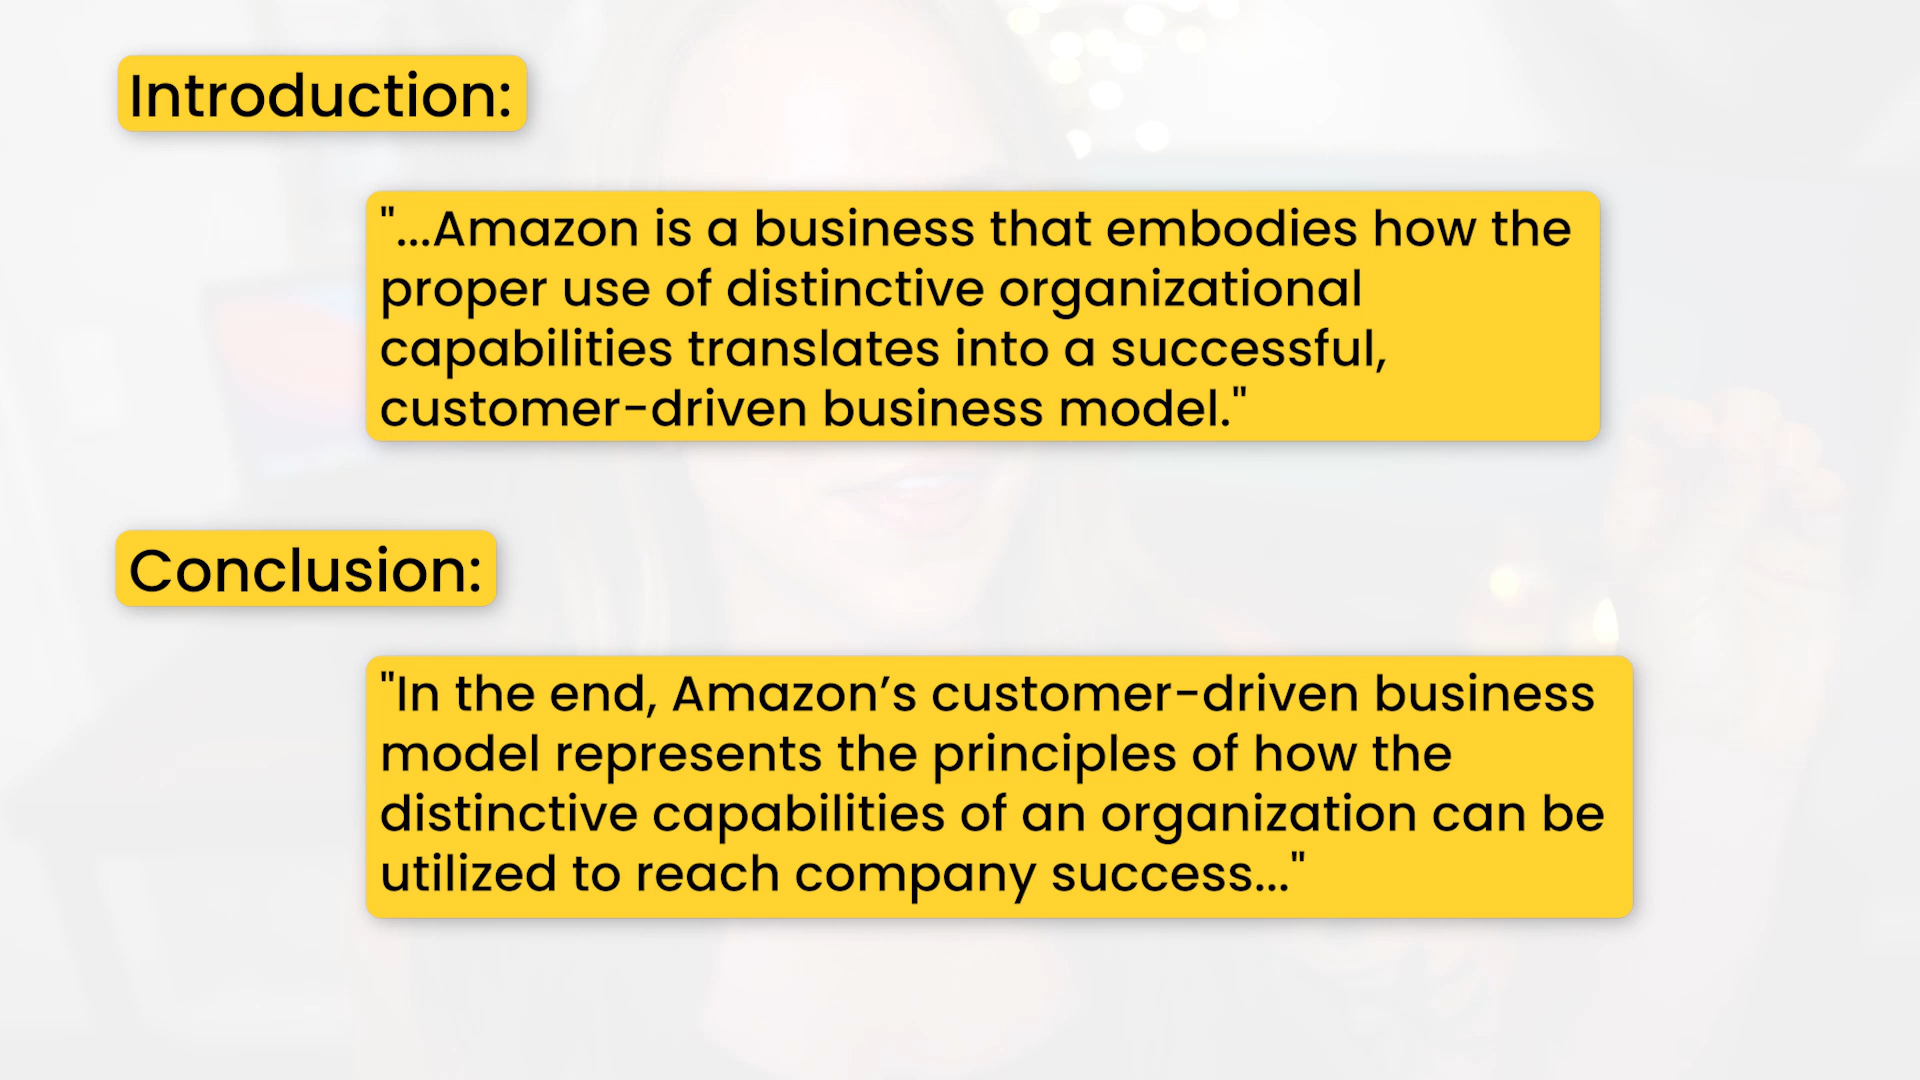 Introduction:
"...Amazon is a business that embodies how the
proper use of distinctive organizational
capabilities translates into a successful,
customer-driven business model."
Conclusion:
"In the end, Amazon’s customer-driven business
model represents the principles of how the
distinctive capabilities of an organization can be
utilized to reach company success..."